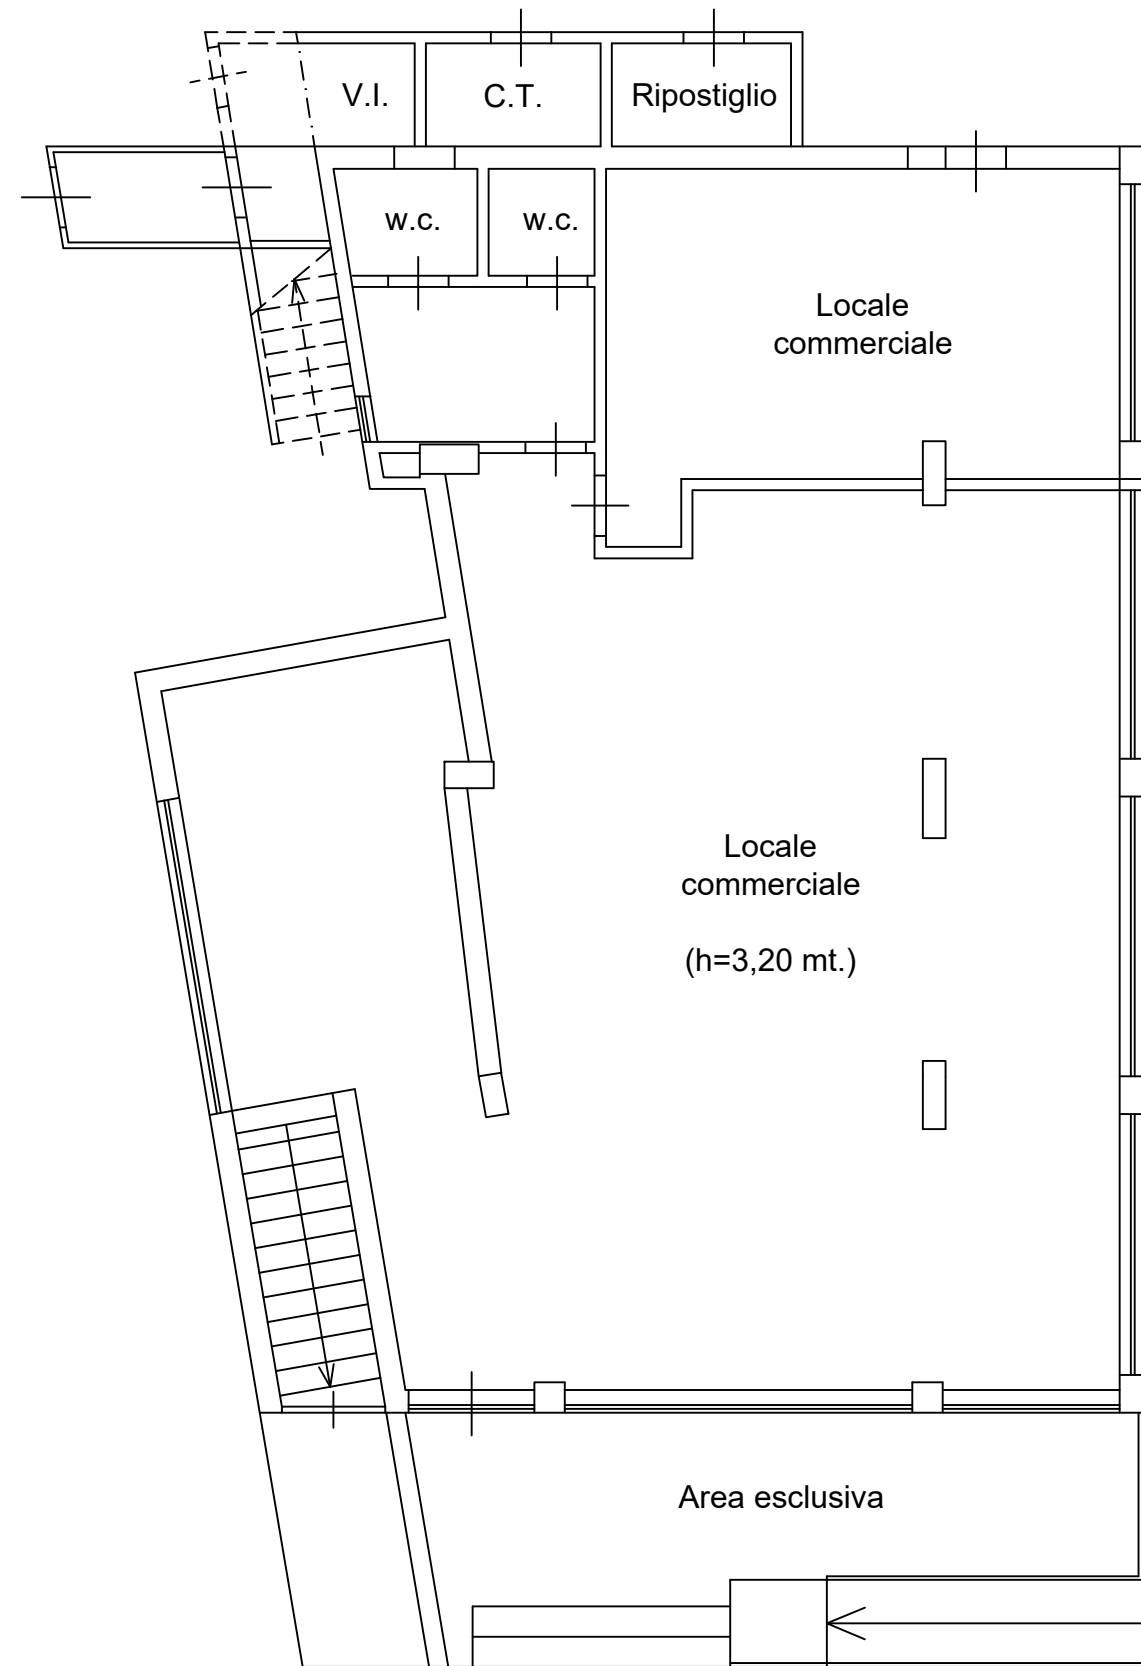 V.I.
C.T.
Ripostiglio
w.c.
w.c.
Locale
commerciale
Locale
commerciale
(h=3,20 mt.)
Area esclusiva